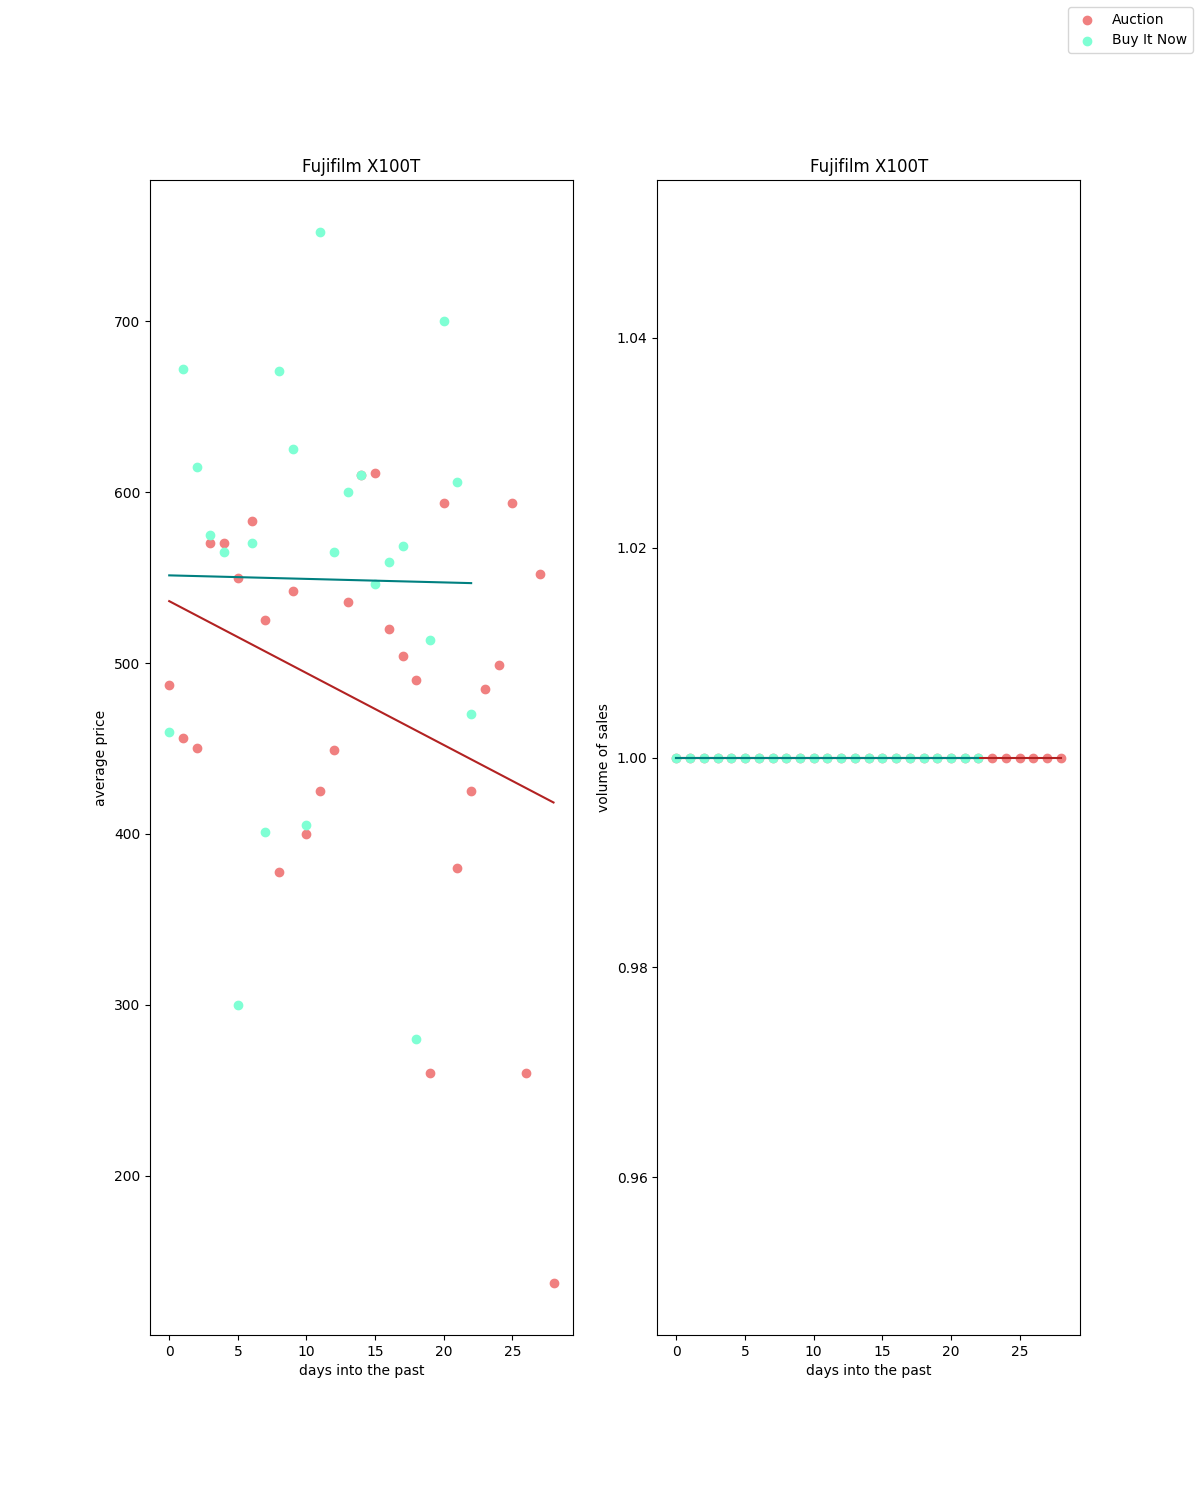 Auction
Buy It Now
Fujifilm X100T
average price
700
600
500
400
300
200
0 5 10 15 20 25
days into the past
Fujifilm X100T
volume of sales
1.04
1.02
1.00
0.98
0.96
0 5 10 15 20 25
days into the past